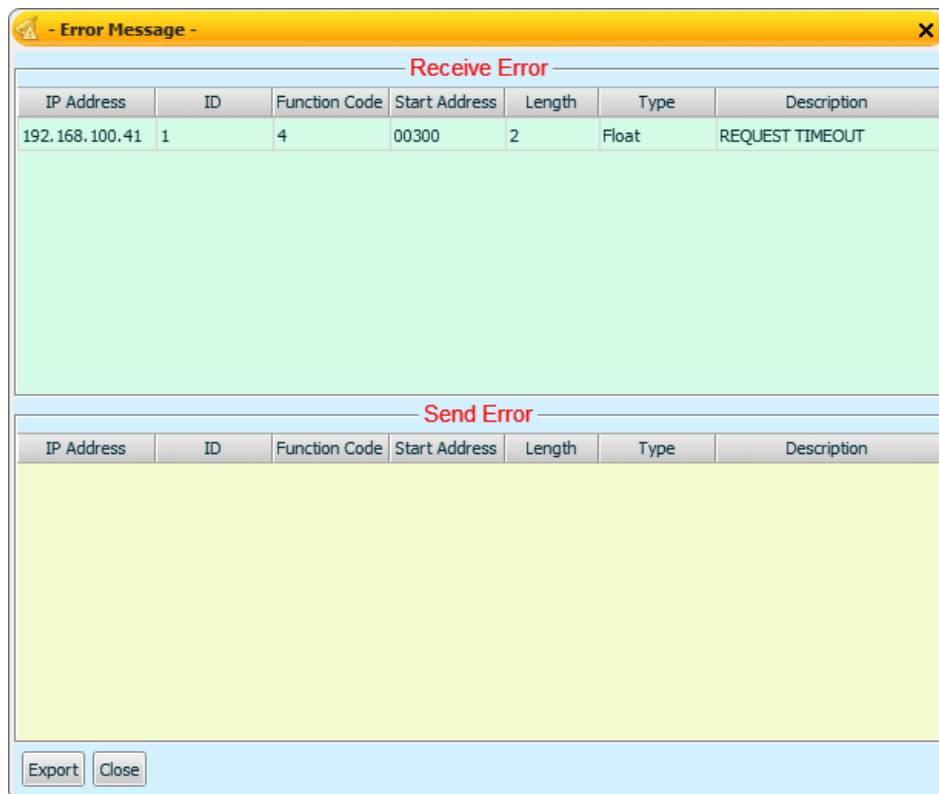 - Error Message -
Receive Error
IP Address ID Function Code Start Address Length Type Description
192.168.100.41 1 4 00300 2 Float REQUEST TIMEOUT
Send Error
IP Address ID Function Code Start Address Length Type Description
Export Close